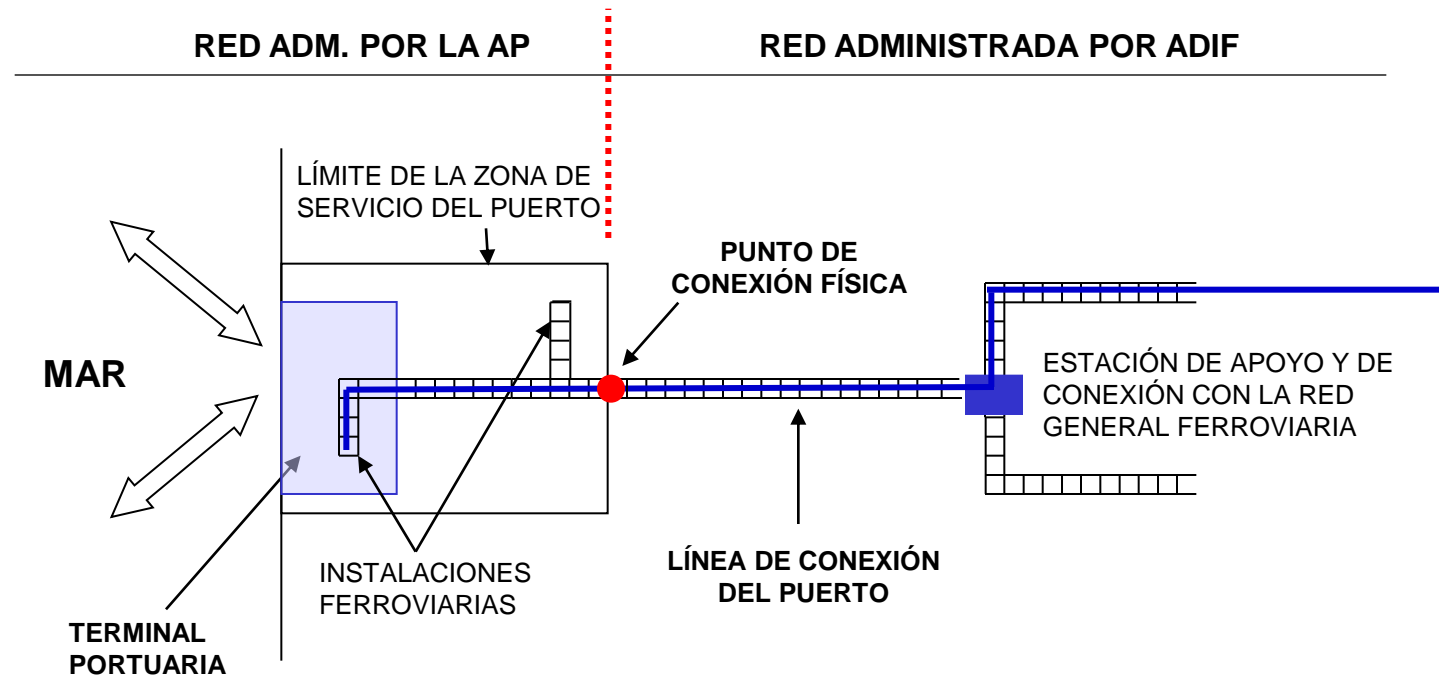 RED ADM. POR LA AP
RED ADMINISTRADA POR ADIF
LÍMITE DE LA ZONA DE
SERVICIO DEL PUERTO
PUNTO DE
CONEXIÓN FÍSICA
MAR
ESTACIÓN DE APOYO Y DE
CONEXIÓN CON LA RED
GENERAL FERROVIARIA
INSTALACIONES
FERROVIARIAS
LÍNEA DE CONEXIÓN
DEL PUERTO
TERMINAL
PORTUARIA